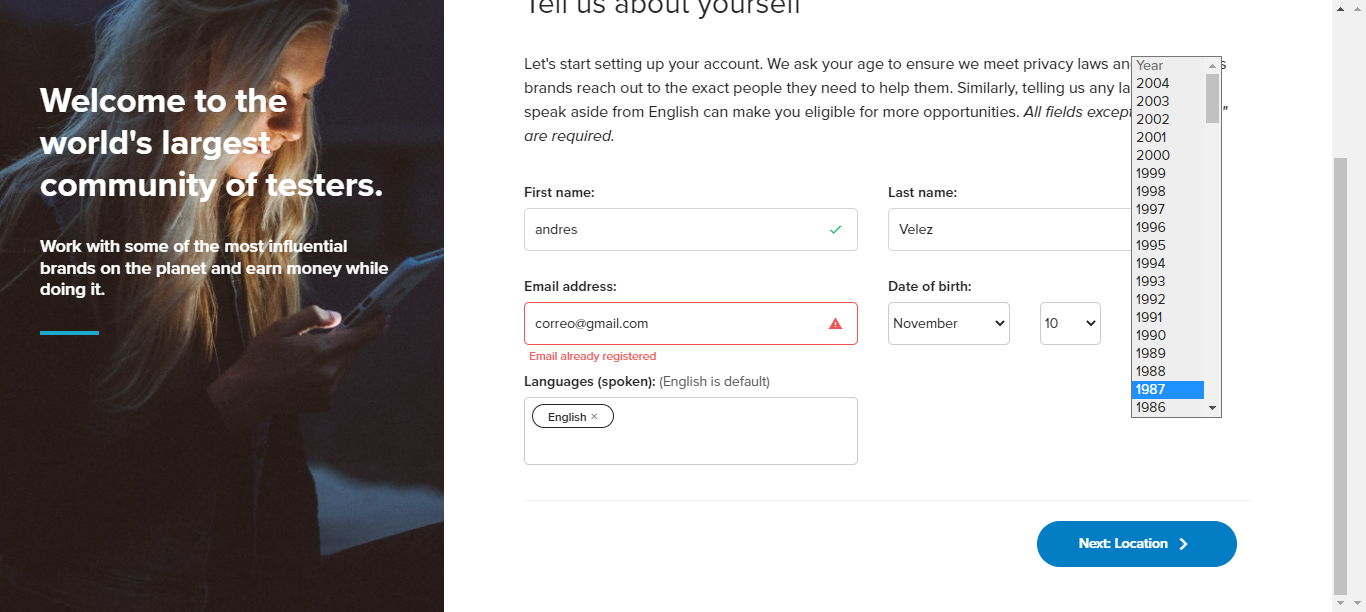 Welcome to the
world's largest
community of testers.
Work with some of the most influential
brands on the planet and earn money while
doing it.
Tell us about yourself
Let's start setting up your account. We ask your age to ensure we meet privacy laws
brands reach out to the exact people they need to help them. Similarly, telling us any
speak aside from English can make you eligible for more opportunities. All fields
are required.
First name:
andres
Last name:
Velez
Email address:
correo@gmail.com
Email already registered
Date of birth:
November
10
Year
2004
2003
2002
2001
2000
1999
1998
1997
1996
1995
1994
1993
1992
1991
1990
1989
1988
1987
1986
Languages (spoken): (English is default)
English ×
Next: Location